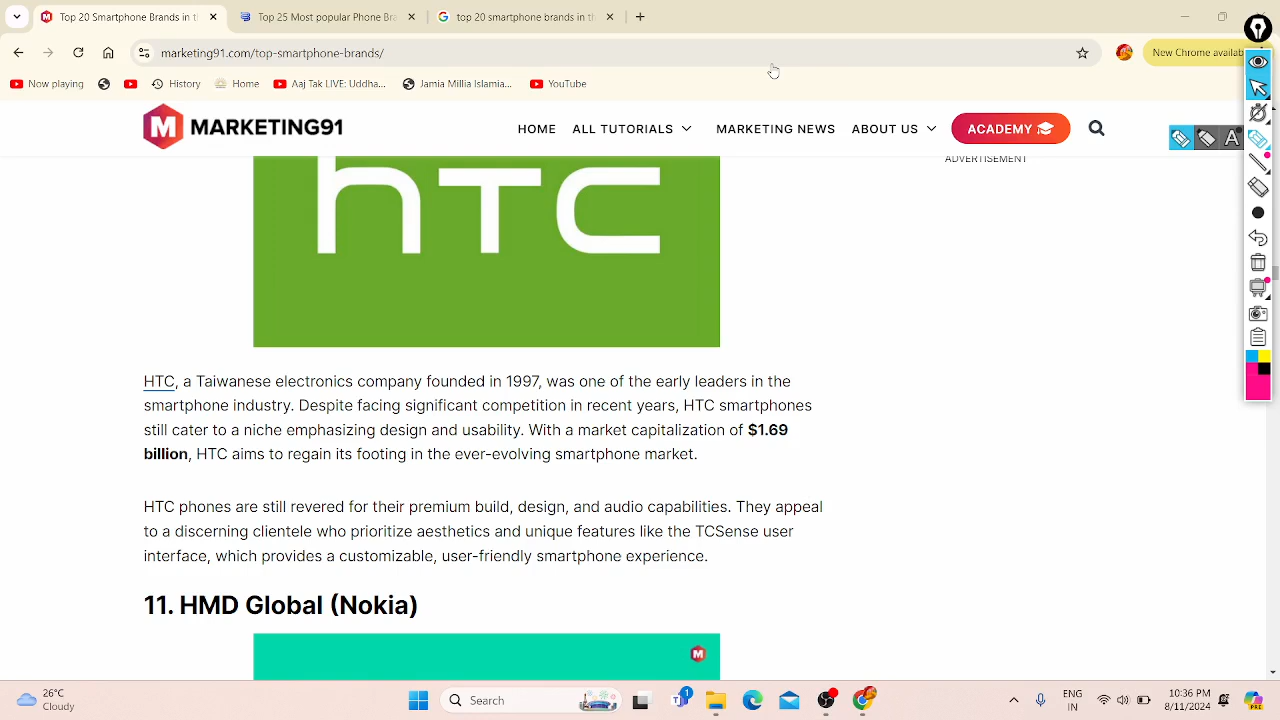 Top 20 Smartphone Brands in t
Top 25 Most popular Phone Bra
top 20 smartphone brands in th
marketing91.com/top-smartphone-brands/
New Chrome availab
Now playing
History
Home
Aaj Tak LIVE: Uddha...
Jamia Millia Islamia...
YouTube
M MARKETING91
HOME
ALL TUTORIALS
MARKETING NEWS
ABOUT US
ACADEMY
A
ADVERTISEMENT
hTC
HTC, a Taiwanese electronics company founded in 1997, was one of the early leaders in the
smartphone industry. Despite facing significant competition in recent years, HTC smartphones
still cater to a niche emphasizing design and usability. With a market capitalization of $1.69
billion, HTC aims to regain its footing in the ever-evolving smartphone market.
HTC phones are still revered for their premium build, design, and audio capabilities. They appeal
to a discerning clientele who prioritize aesthetics and unique features like the TCSense user
interface, which provides a customizable, user-friendly smartphone experience.
11. HMD Global (Nokia)
M
26°C
Cloudy
Search
1
ENG
IN
10:36 PM
8/11/2024
PRE